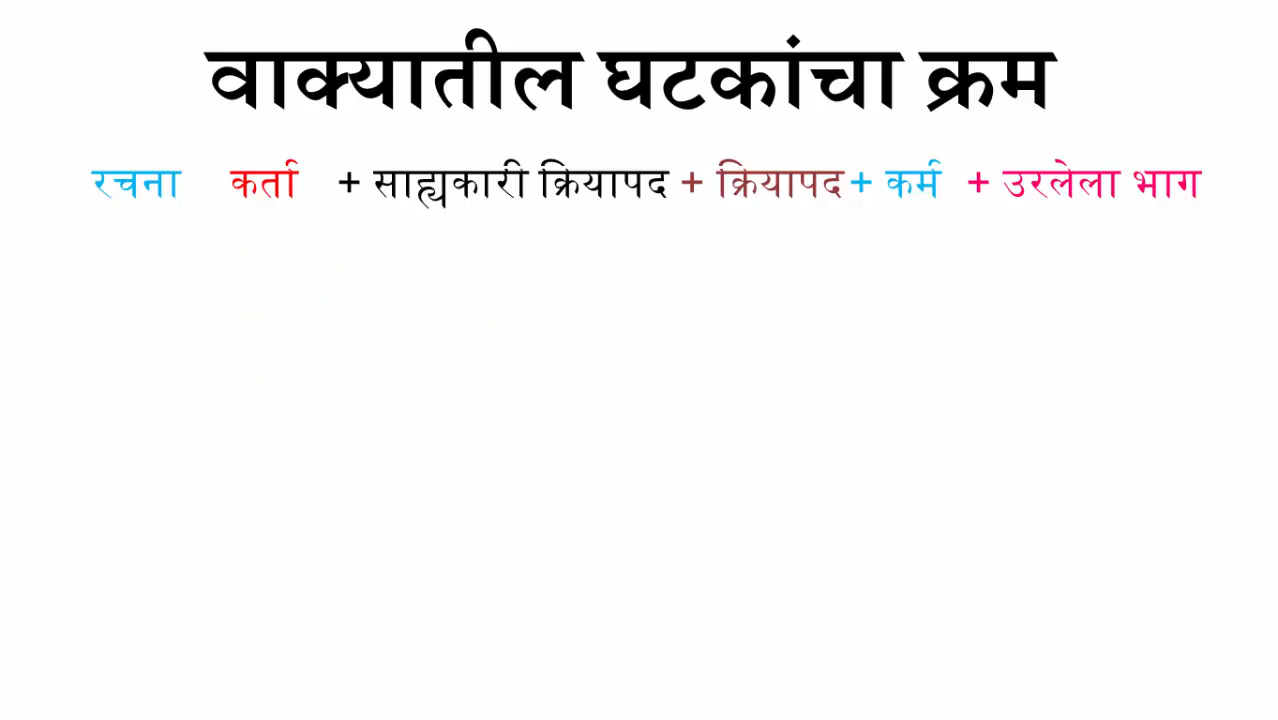 वाक्यातील घटकांचा क्रम
रचना कर्ता + साह्यकारी क्रियापद + क्रियापद + कर्म + उरलेला भाग